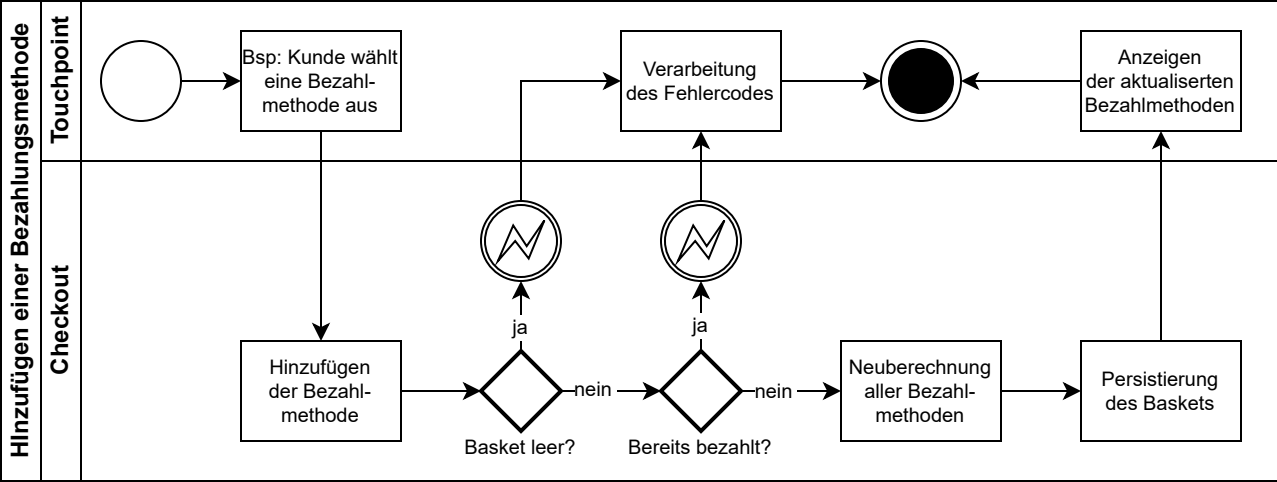 HInzufügen einer Bezahlungsmethode
Touchpoint
Bsp: Kunde wählt
eine Bezahl-
methode aus
Verarbeitung
des Fehlercodes
Anzeigen
der aktualiserten
Bezahlmethoden
Checkout
Hinzufügen
der Bezahl-
methode
ja
nein
Basket leer?
ja
nein
Bereits bezahlt?
Neuberechnung
aller Bezahl-
methoden
Persistierung
des Baskets